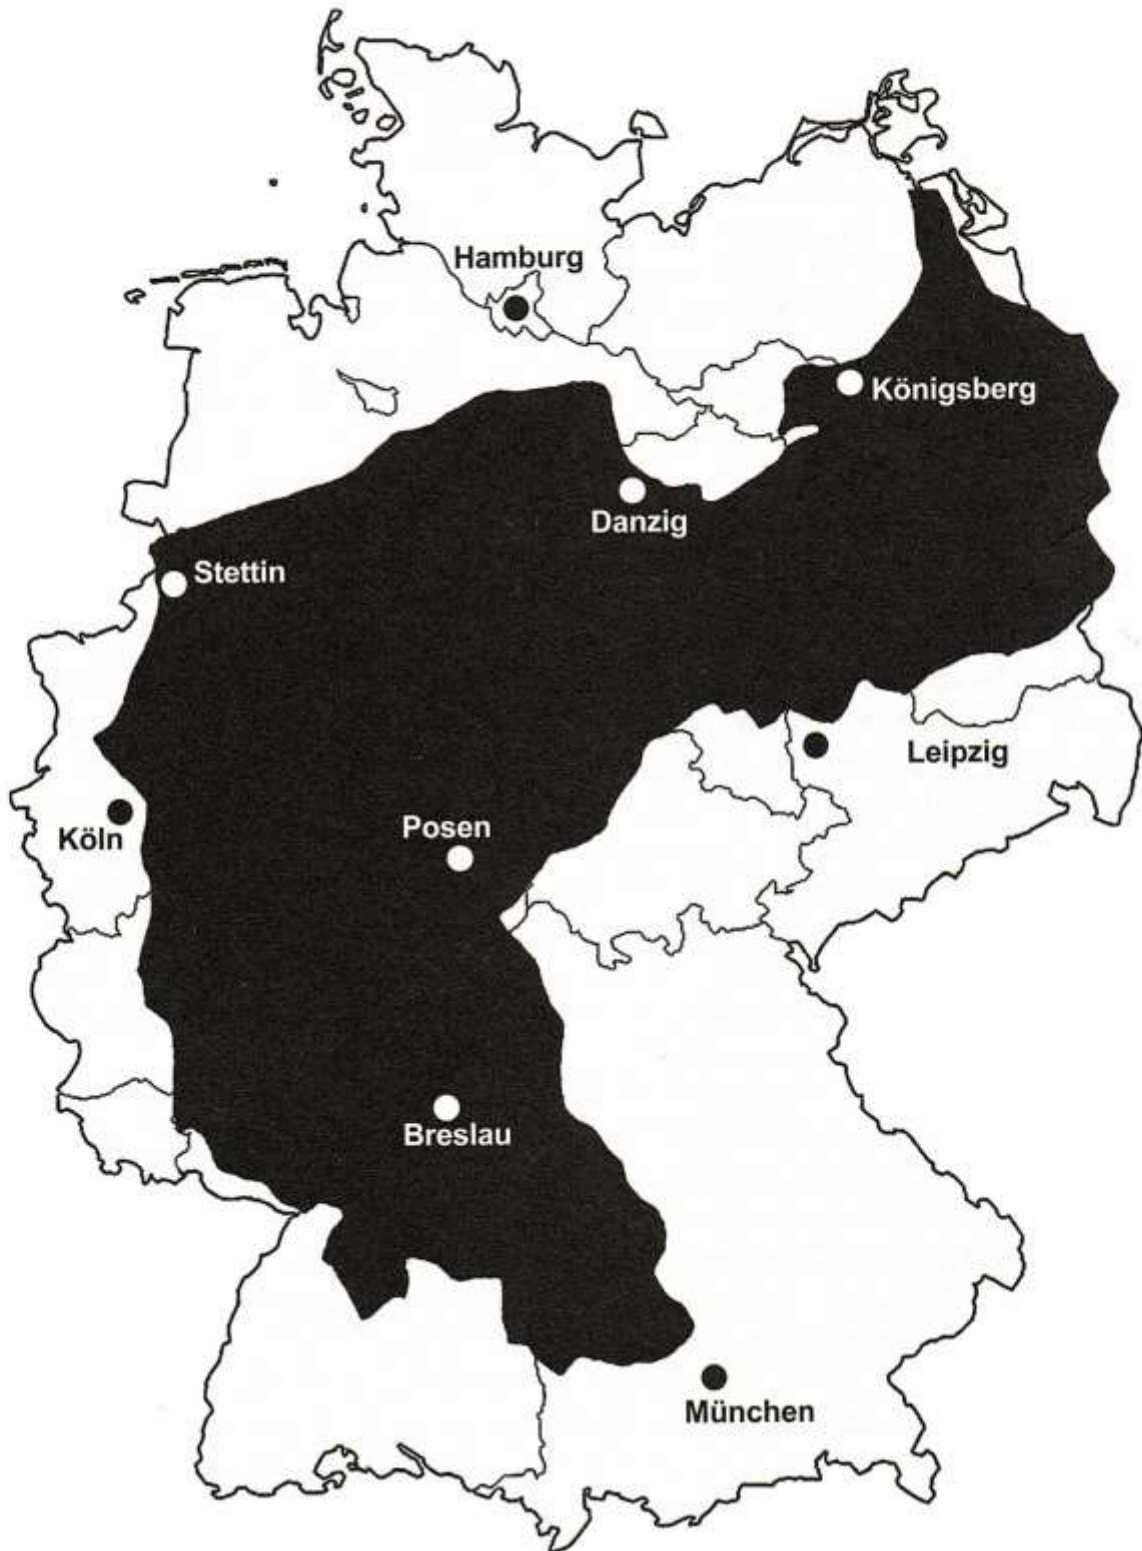 Hamburg
Königsberg
Danzig
Stettin
Leipzig
Posen
Köln
Breslau
München